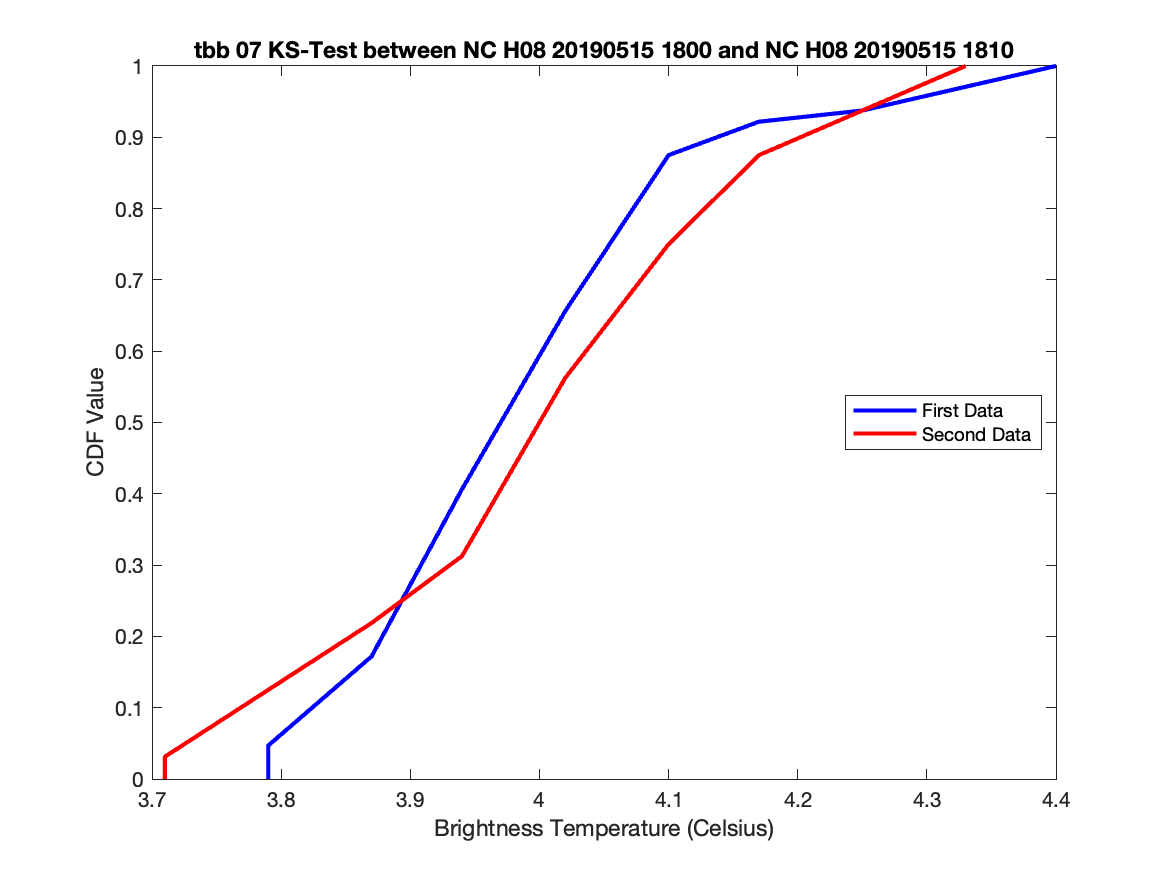 tbb 07 KS-Test between NC H08 20190515 1800 and NC H08 20190515 1810
1
0.9
0.8
0.7
0.6
0.5
0.4
0.3
0.2
0.1
0
CDF Value
First Data
Second Data
3.7 3.8 3.9 4 4.1 4.2 4.3 4.4
Brightness Temperature (Celsius)